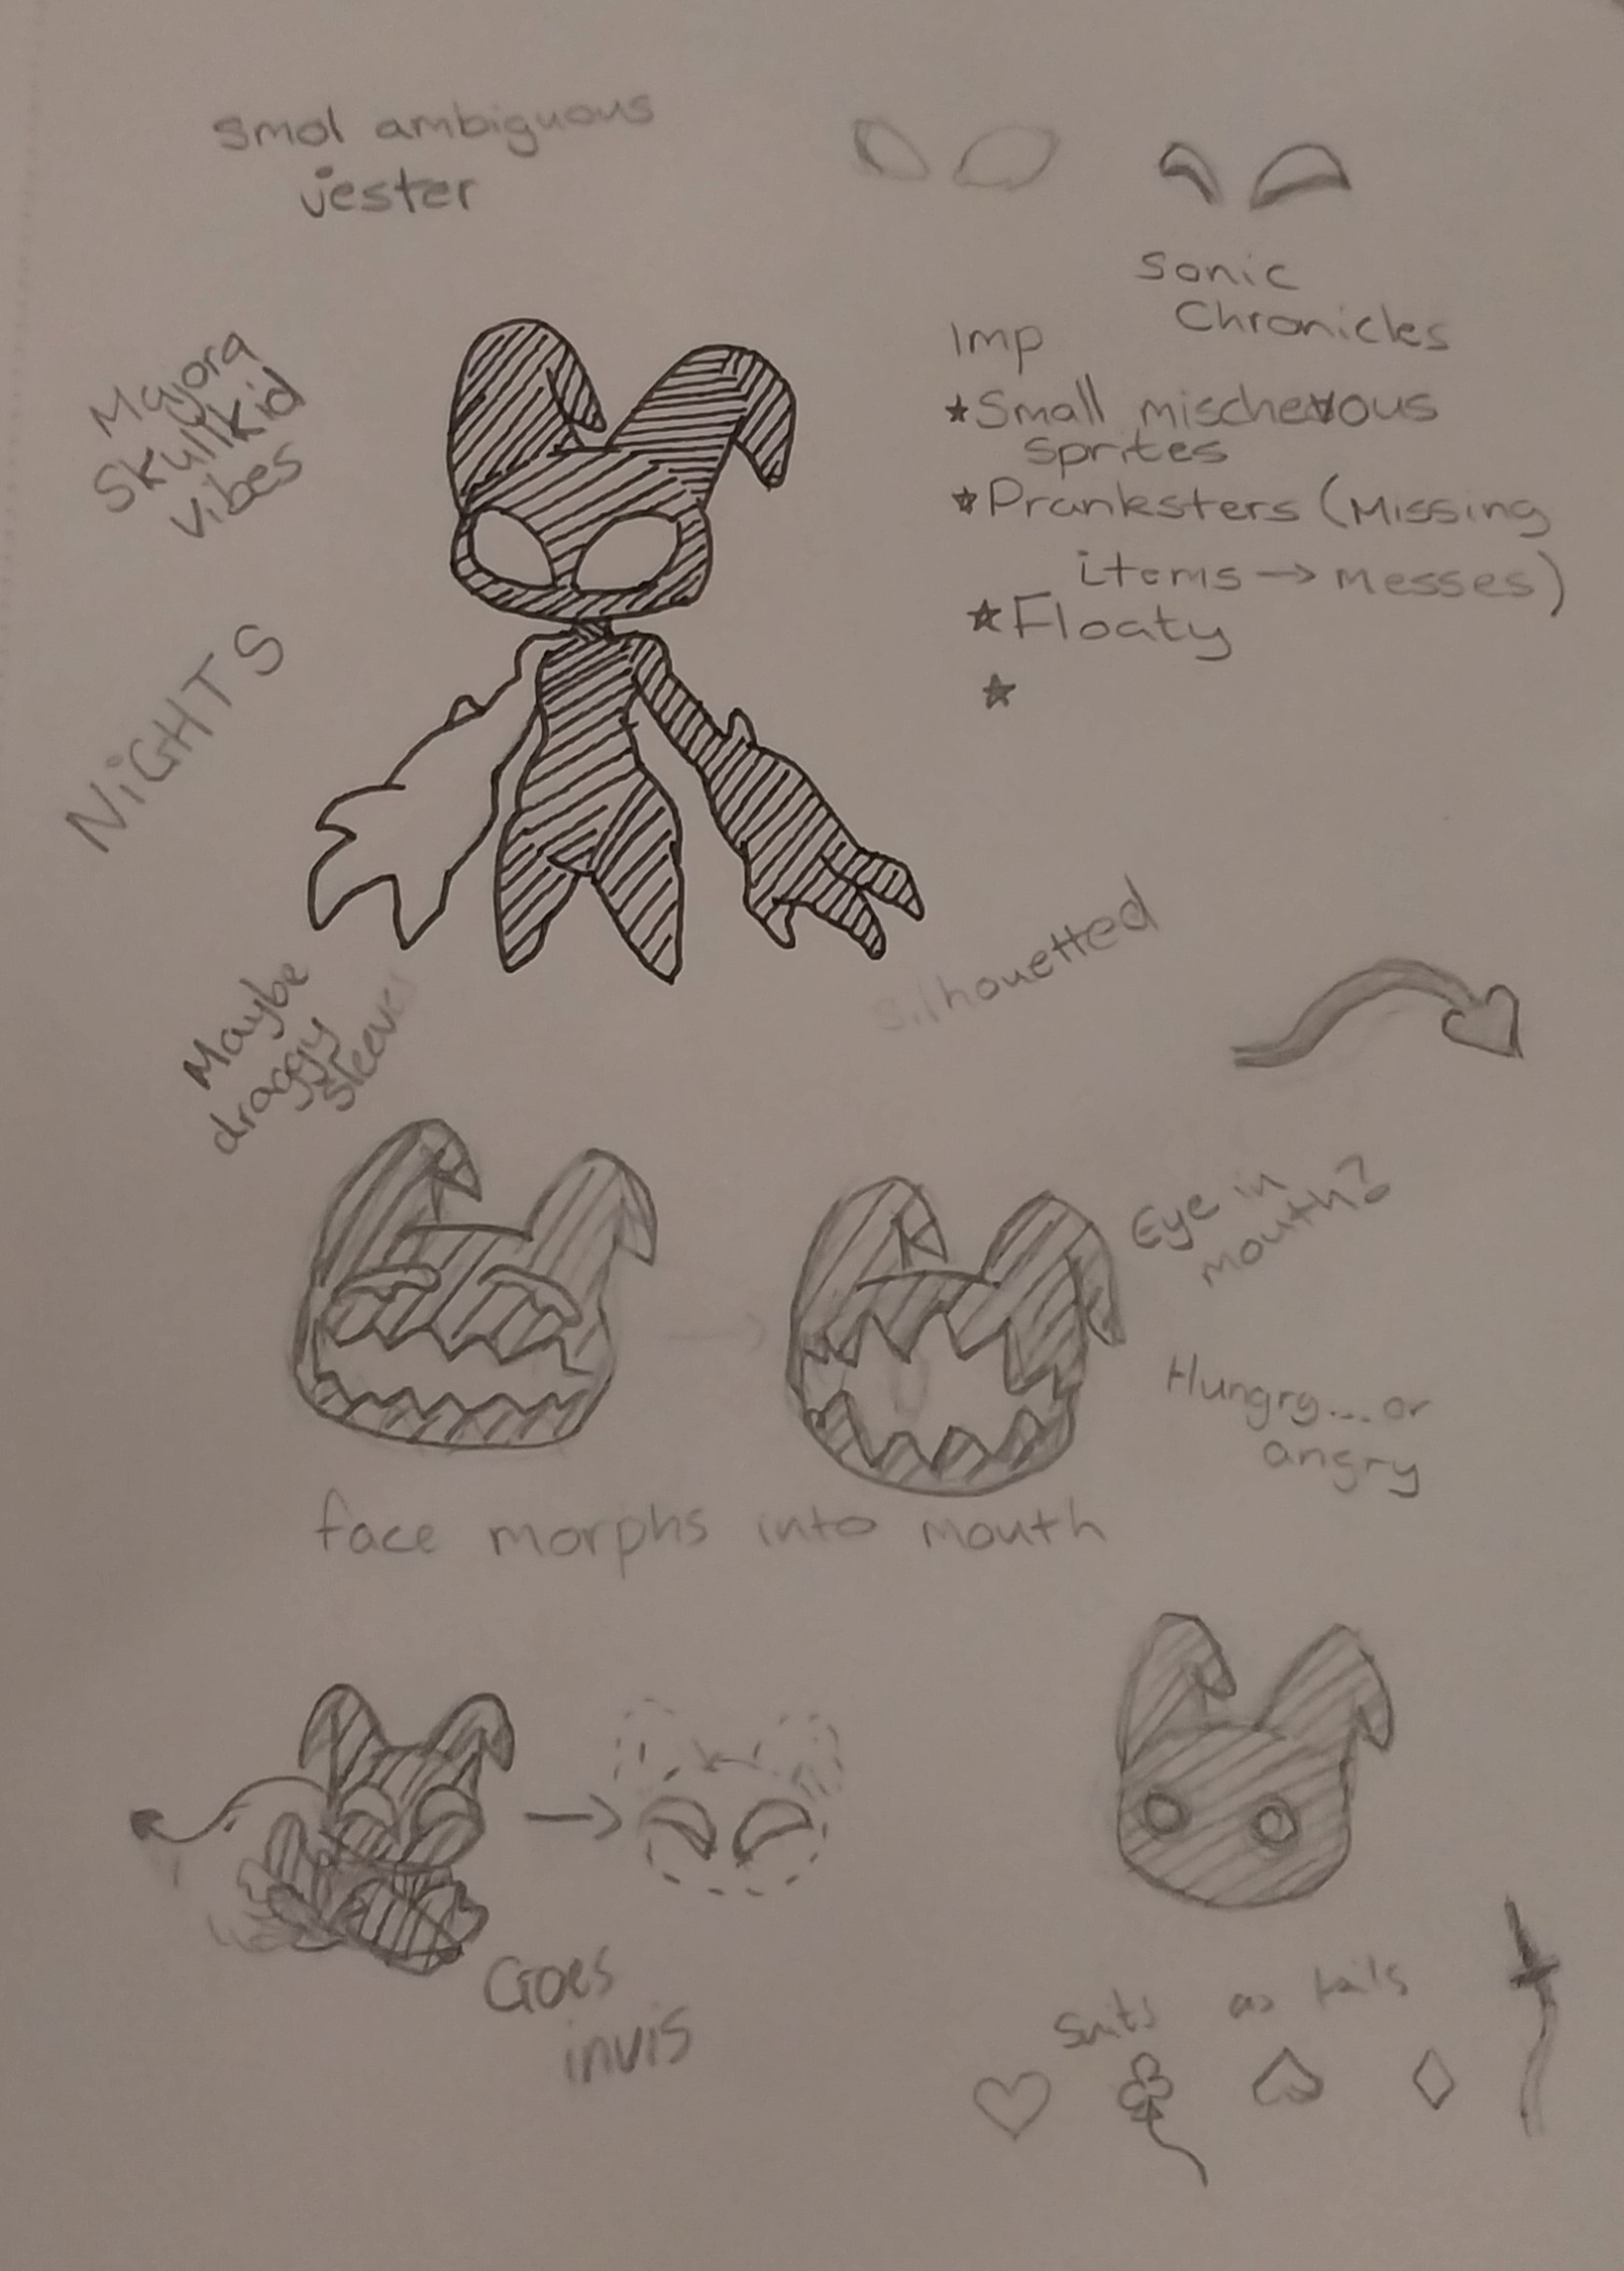 smol ambiguous
jester
Sonic
Chronicles
Imp
★Small mischevous
sprites
★Pranksters (Missing
items → messes)
★Floaty
★
Majora
Skullkid
vibes
NiGHTS
silhouetted
Maybe
draggy
sleeves
Eye in
mouth?
Hungry... or
angry
face morphs into mouth
Goes
invis
Suits as tails